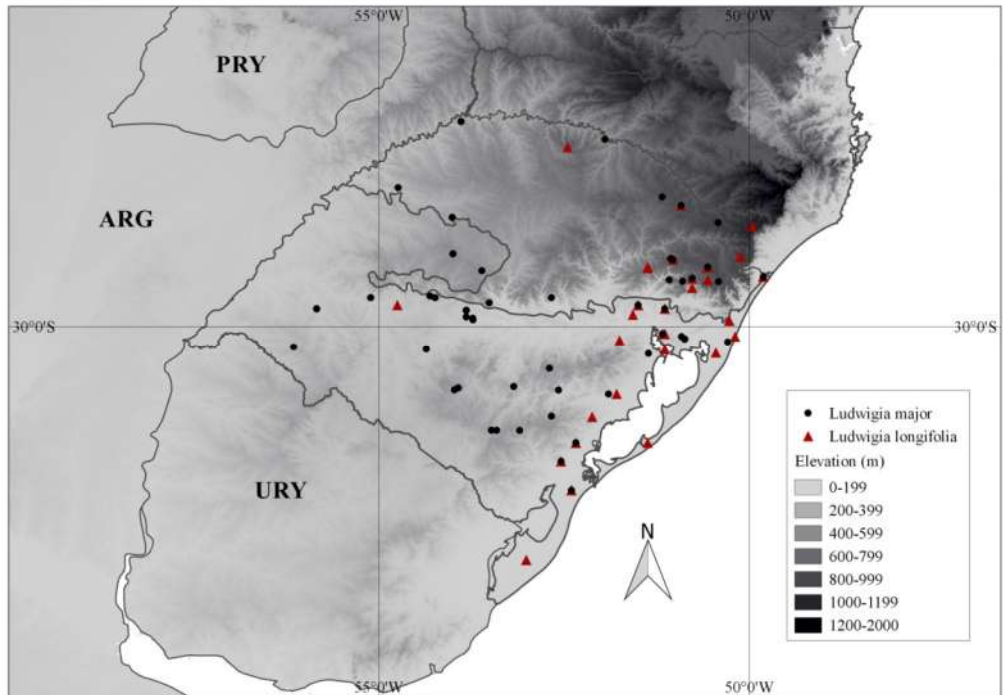 55°0'W
50°0'W
PRY
ARG
30°0'S
30°0'S
Ludwigia major
Ludwigia longifolia
Elevation (m)
0-199
200-399
400-599
600-799
800-999
1000-1199
1200-2000
URY
N
55°0'W
50°0'W